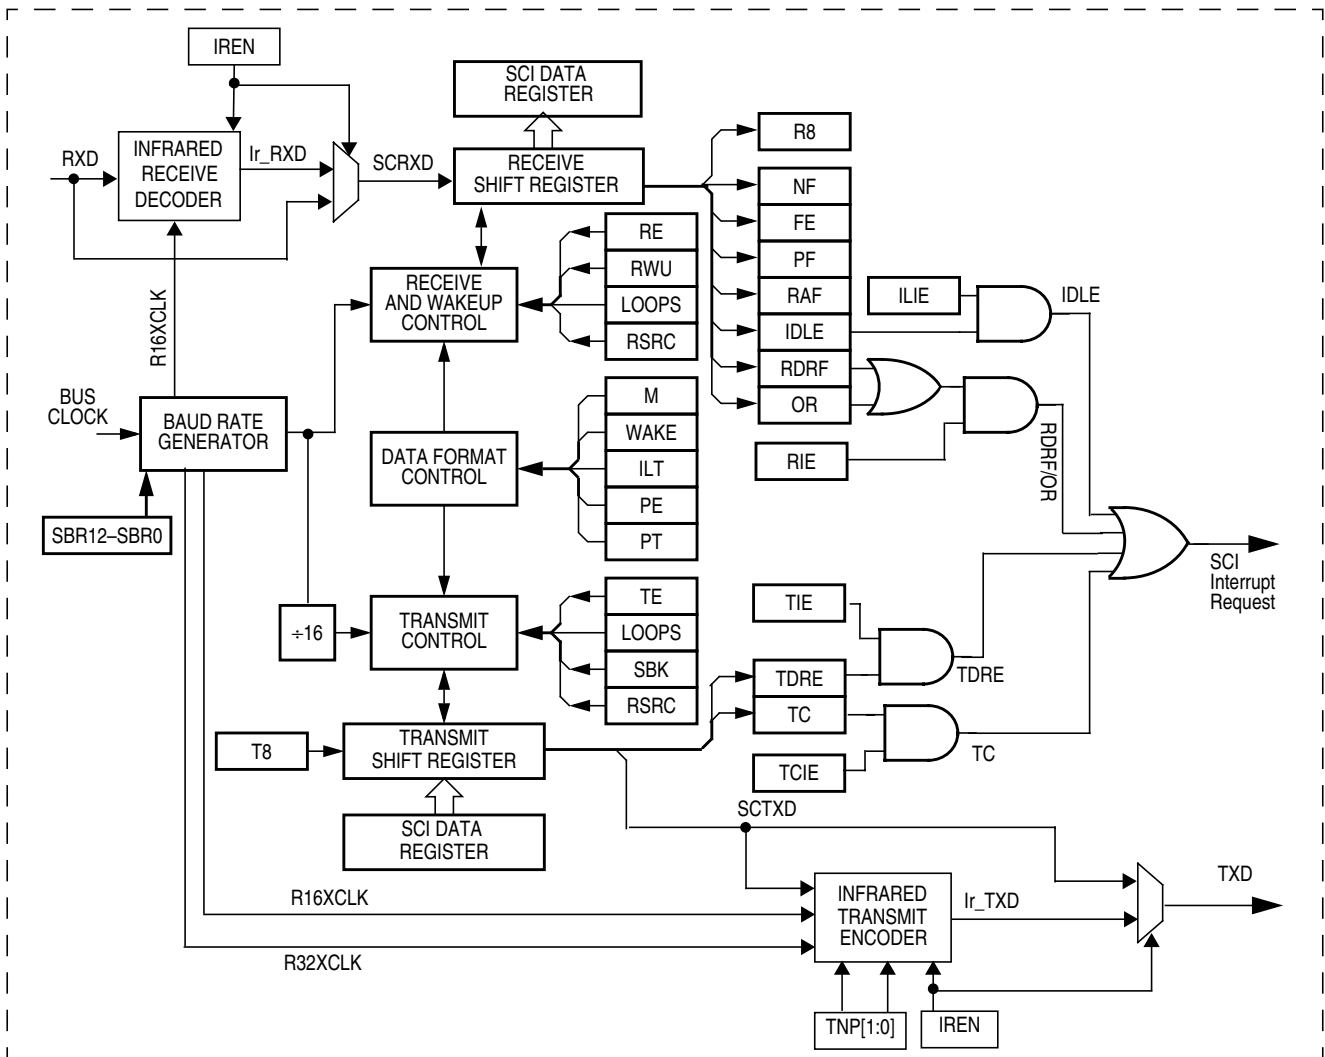 IREN
SCI DATA
REGISTER
R8
RXD
INFRARED
RECEIVE
DECODER
Ir_RXD
SCRXD
RECEIVE
SHIFT REGISTER
NF
FE
PF
RAF
IDLE
RDRF
OR
RE
RWU
LOOPS
RSRC
RECEIVE
AND WAKEUP
CONTROL
ILIE
IDLE
R16XCLK
BUS
CLOCK
BAUD RATE
GENERATOR
SBR12–SBR0
DATA FORMAT
CONTROL
M
WAKE
ILT
PE
PT
RIE
RDRF/OR
SCI
Interrupt
Request
÷16
TRANSMIT
CONTROL
TE
LOOPS
SBK
RSRC
TIE
TDRE
TDRE
TC
TCIE
TC
T8
TRANSMIT
SHIFT REGISTER
SCI DATA
REGISTER
SCTXD
R16XCLK
R32XCLK
INFRARED
TRANSMIT
ENCODER
Ir_TXD
TXD
TNP[1:0]
IREN